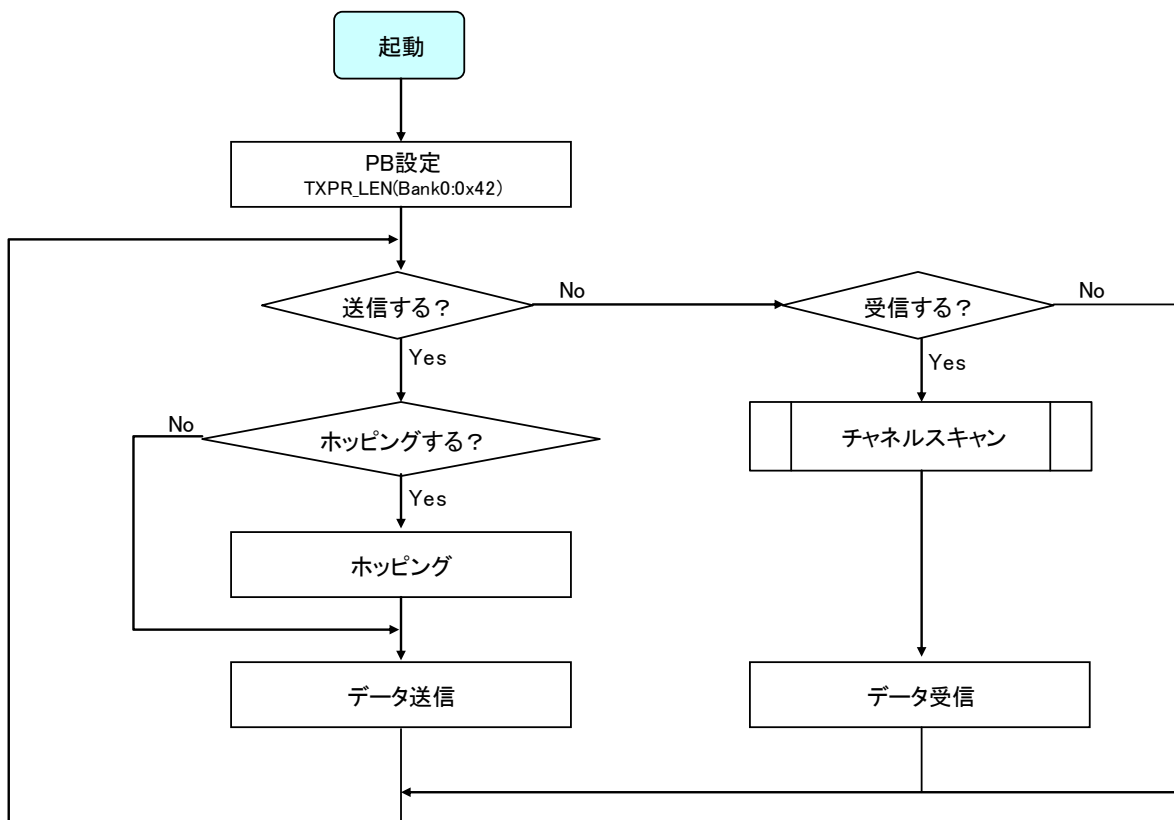 起動
PB設定
TXPR_LEN(Bank0:0x42)
送信する？
No
受信する？
No
Yes
Yes
No
ホッピングする？
チャネルスキャン
Yes
ホッピング
データ送信
データ受信